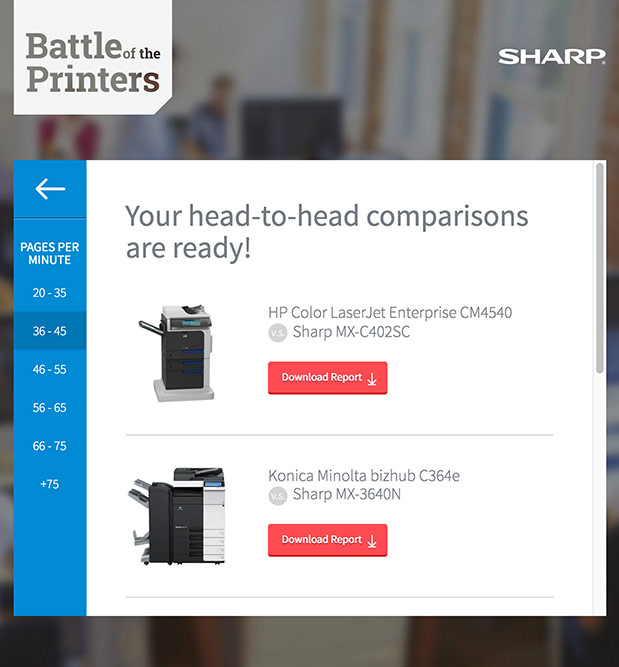 Battle of the
Printers
SHARP
PAGES PER
MINUTE
20 - 35
36 - 45
46 - 55
56 - 65
66 - 75
+75
Your head-to-head comparisons
are ready!
HP Color LaserJet Enterprise CM4540
v.s. Sharp MX-C402SC
Download Report
Konica Minolta bizhub C364e
v.s. Sharp MX-3640N
Download Report